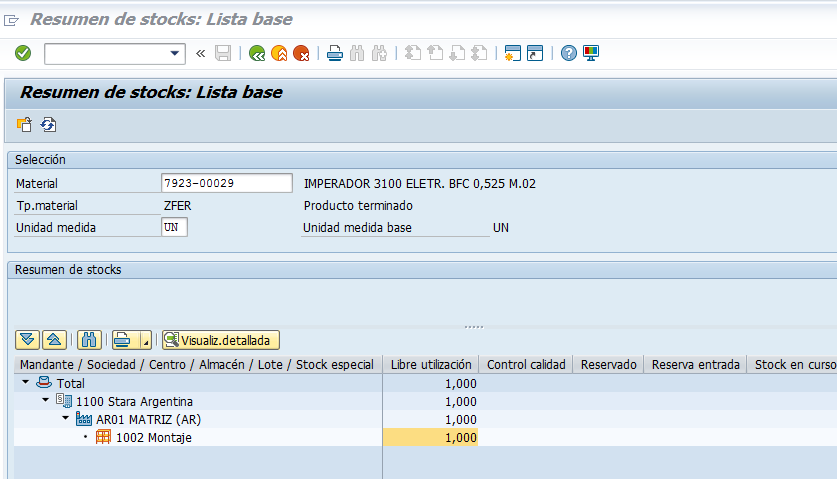 Resumen de stocks: Lista base
Resumen de stocks: Lista base
Selección
Material 7923-00029 IMPERADOR 3100 ELETR. BFC 0,525 M.02
Tp.material ZFER Producto terminado
Unidad medida UN Unidad medida base UN
Resumen de stocks
Visualiz.detallada
Mandante / Sociedad / Centro / Almacén / Lote / Stock especial Libre utilización Control calidad Reservado Reserva entrada Stock en curso
Total 1,000
1100 Stara Argentina 1,000
AR01 MATRIZ (AR) 1,000
1002 Montaje 1,000